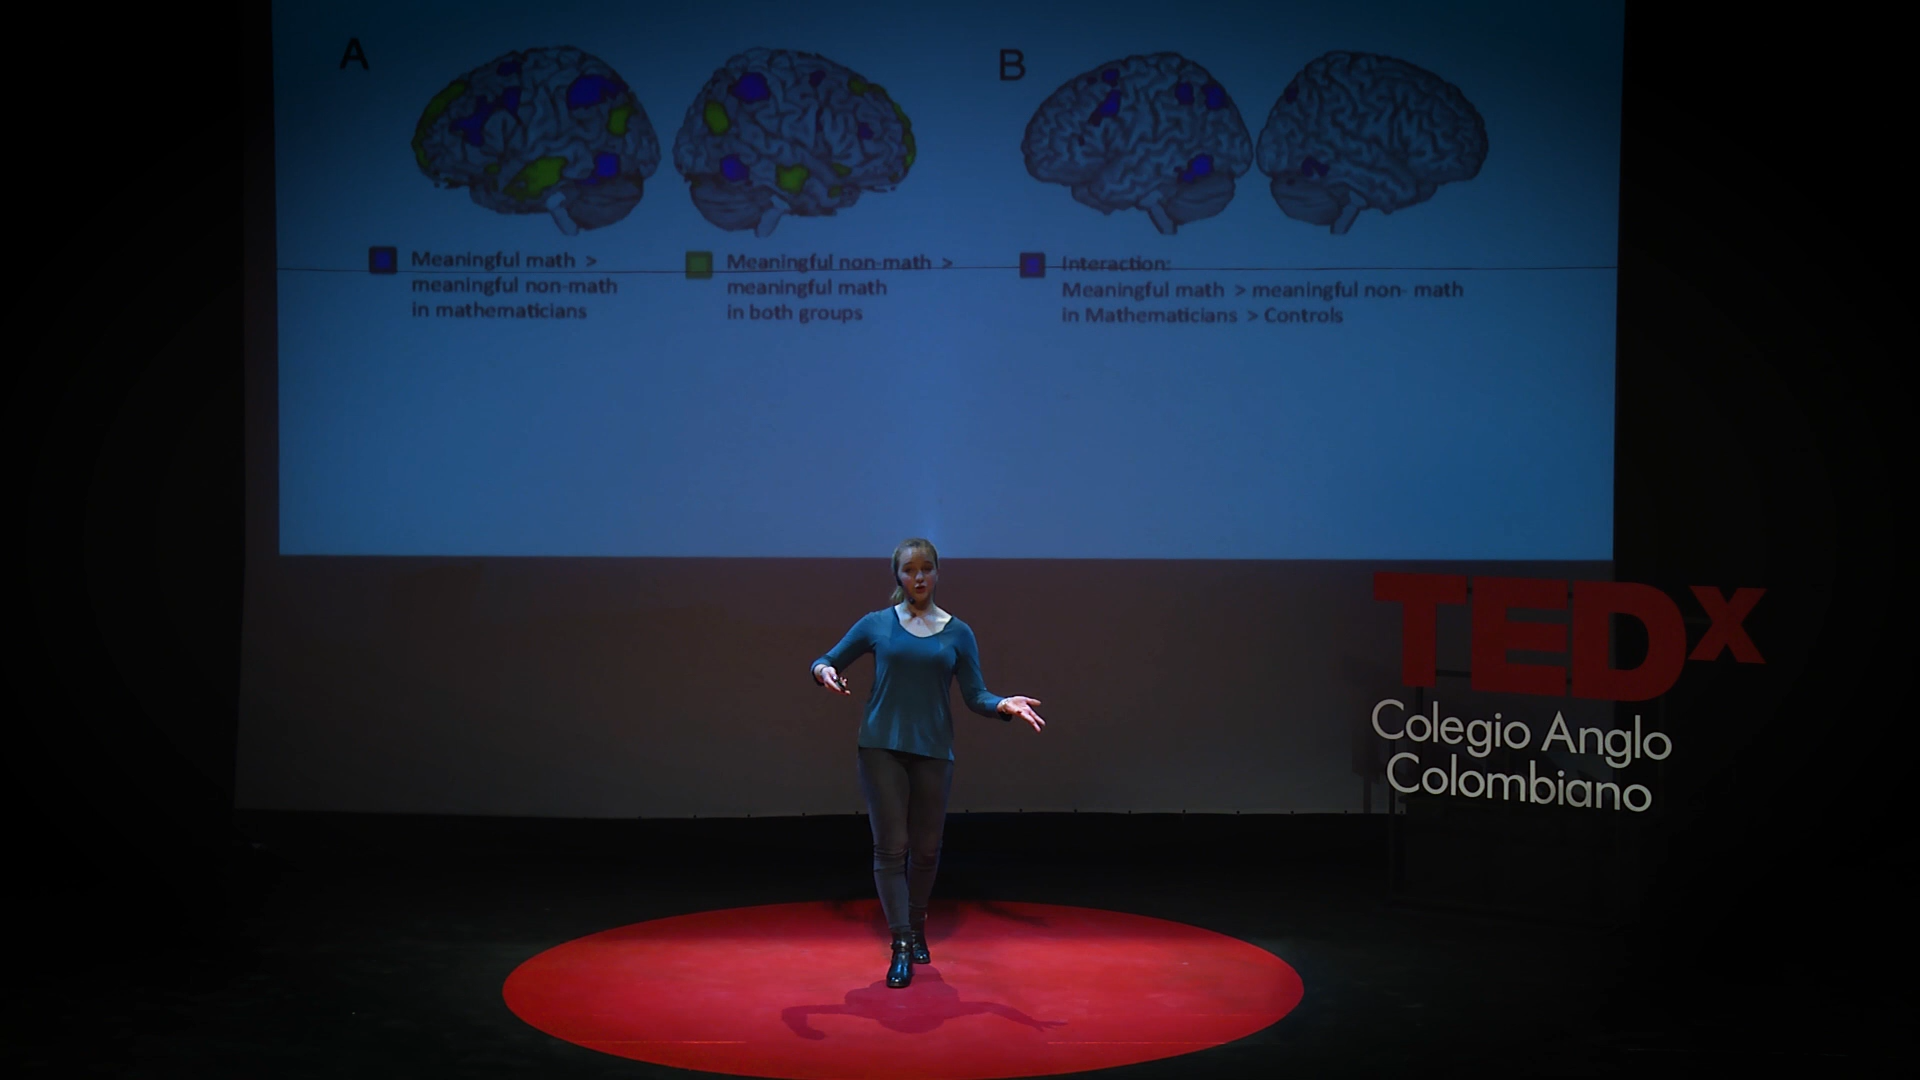 A
B
Meaningful math >
meaningful non-math
in mathematicians
Meaningful non-math >
meaningful math
in both groups
Interaction:
Meaningful math > meaningful non- math
in Mathematicians > Controls
TEDx
Colegio Anglo
Colombiano